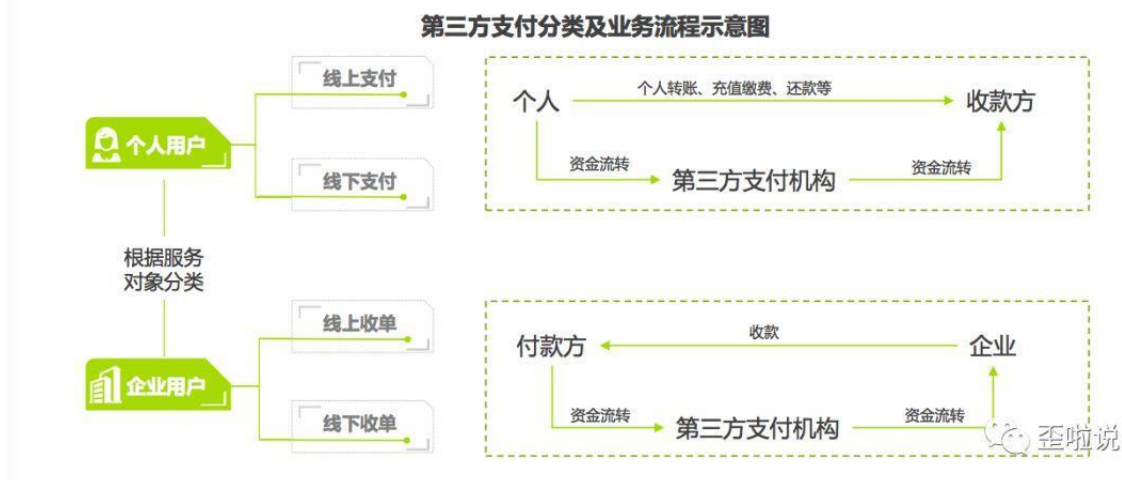 第三方支付分类及业务流程示意图
线上支付
个人用户
线下支付
个人
个人转账、充值缴费、还款等
收款方
资金流转
第三方支付机构
资金流转
根据服务
对象分类
线上收单
企业用户
线下收单
付款方
收款
企业
资金流转
第三方支付机构
资金流转
歪啦说